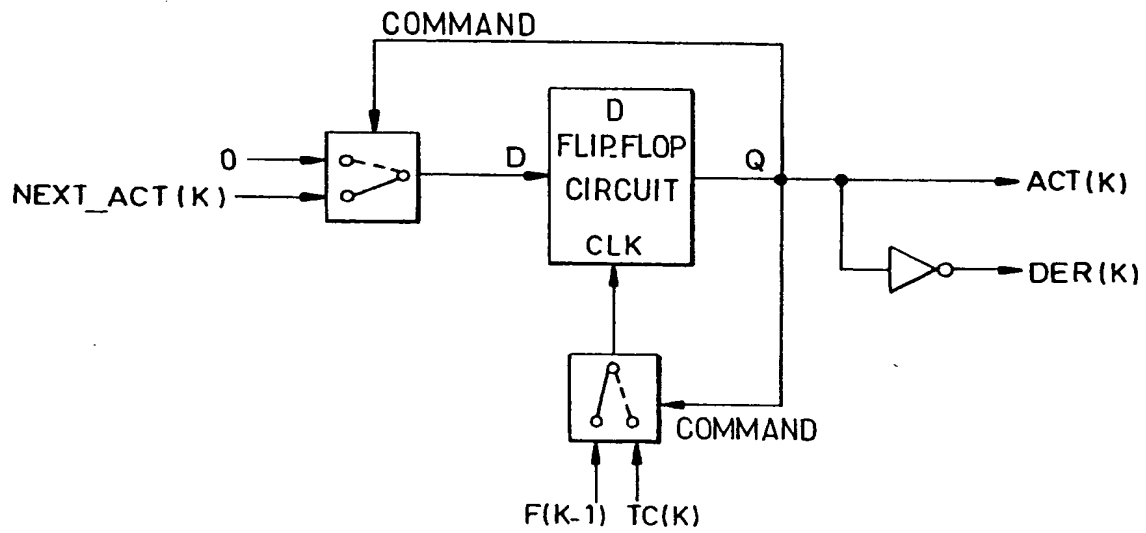 COMMAND
D
FLIP-FLOP
CIRCUIT
CLK
0
NEXT_ACT(K)
D
Q
ACT(K)
DER(K)
COMMAND
F(K-1) TC(K)